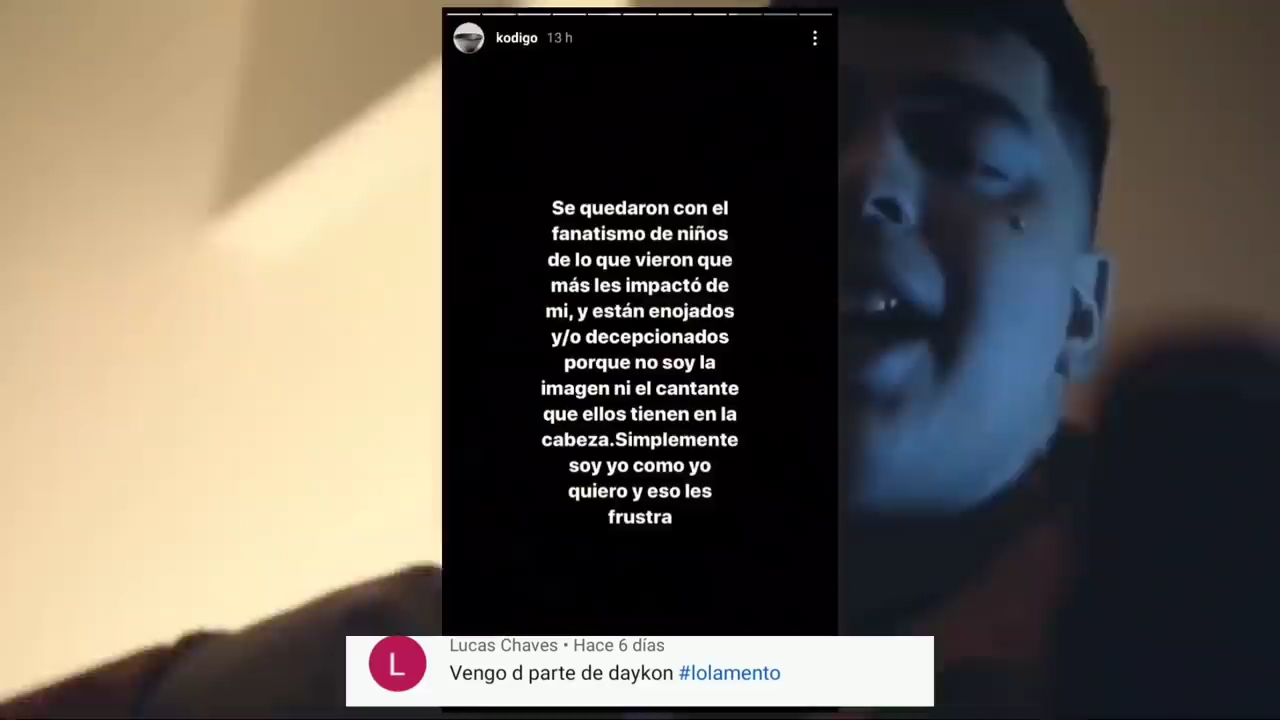 kodigo 13 h
Se quedaron con el
fanatismo de niños
de lo que vieron que
más les impactó de
mi, y están enojados
y/o decepcionados
porque no soy la
imagen ni el cantante
que ellos tienen en la
cabeza.Simplemente
soy yo como yo
quiero y eso les
frustra
L
Lucas Chaves • Hace 6 días
Vengo d parte de daykon #lolamento